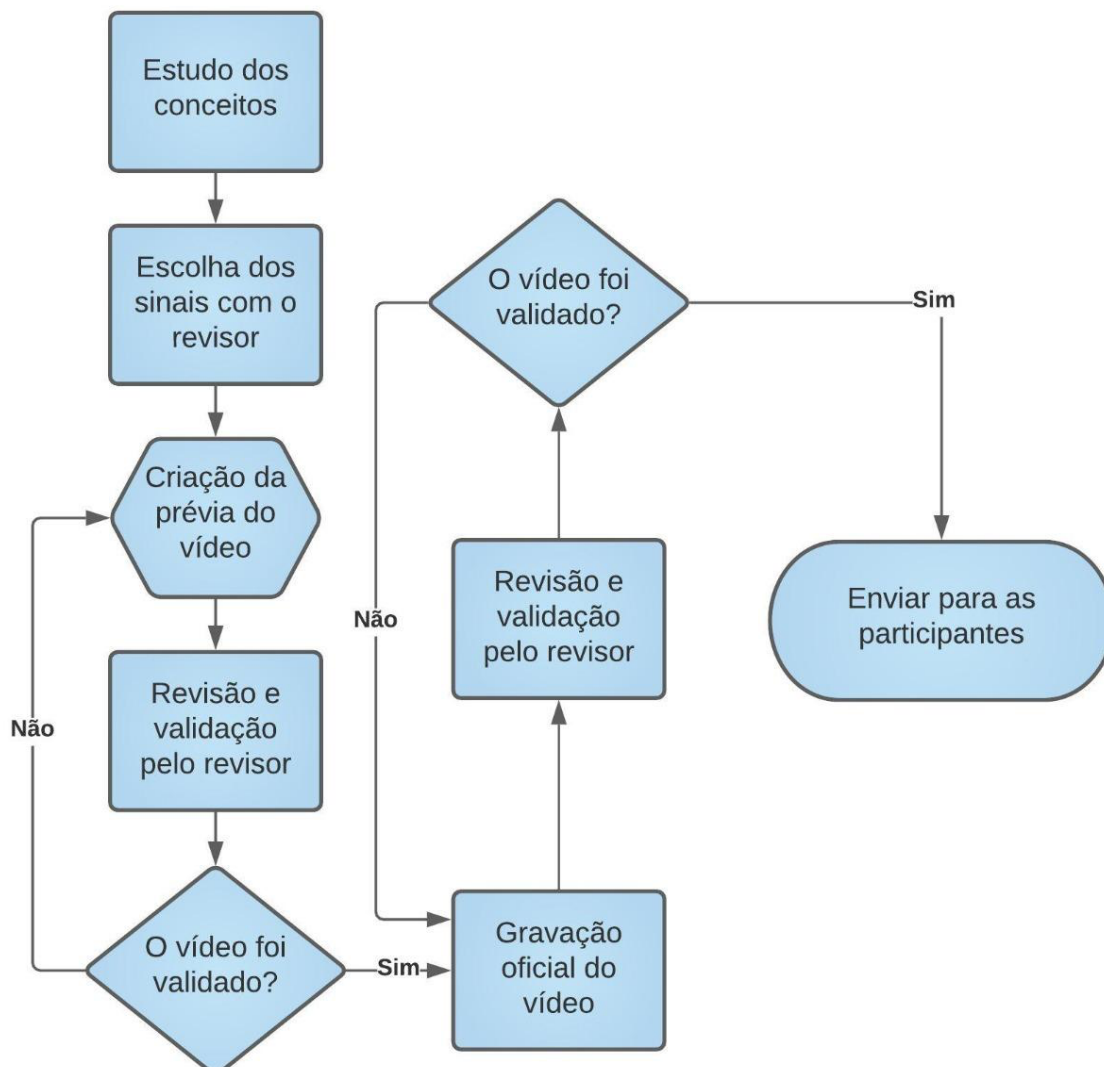 Estudo dos
conceitos
Escolha dos
sinais com o
revisor
Criação da
prévia do
vídeo
Revisão e
validação
pelo revisor
Não
O vídeo foi
validado?
Sim
Gravação
oficial do
vídeo
Revisão e
validação
pelo revisor
O vídeo foi
validado?
Não
Sim
Enviar para as
participantes